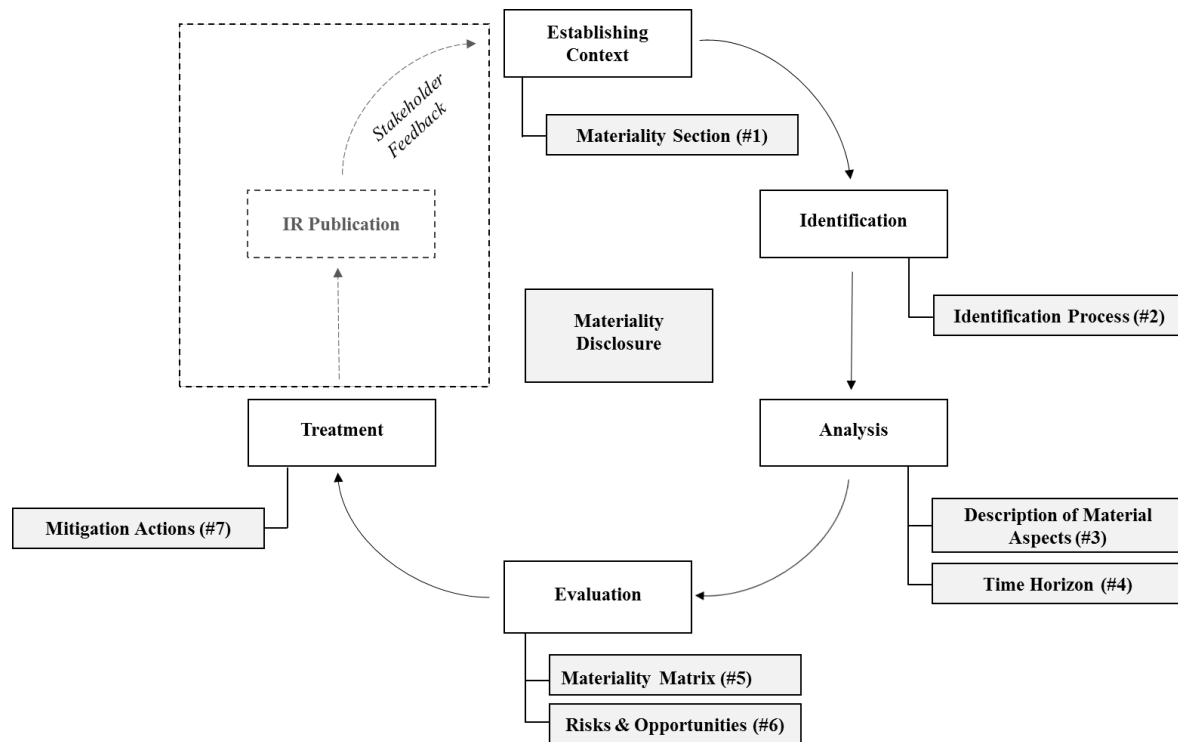 Establishing
Context
Materiality Section (#1)
Stakeholder
Feedback
IR Publication
Identification
Identification Process (#2)
Materiality
Disclosure
Treatment
Analysis
Mitigation Actions (#7)
Description of Material
Aspects (#3)
Time Horizon (#4)
Evaluation
Materiality Matrix (#5)
Risks & Opportunities (#6)